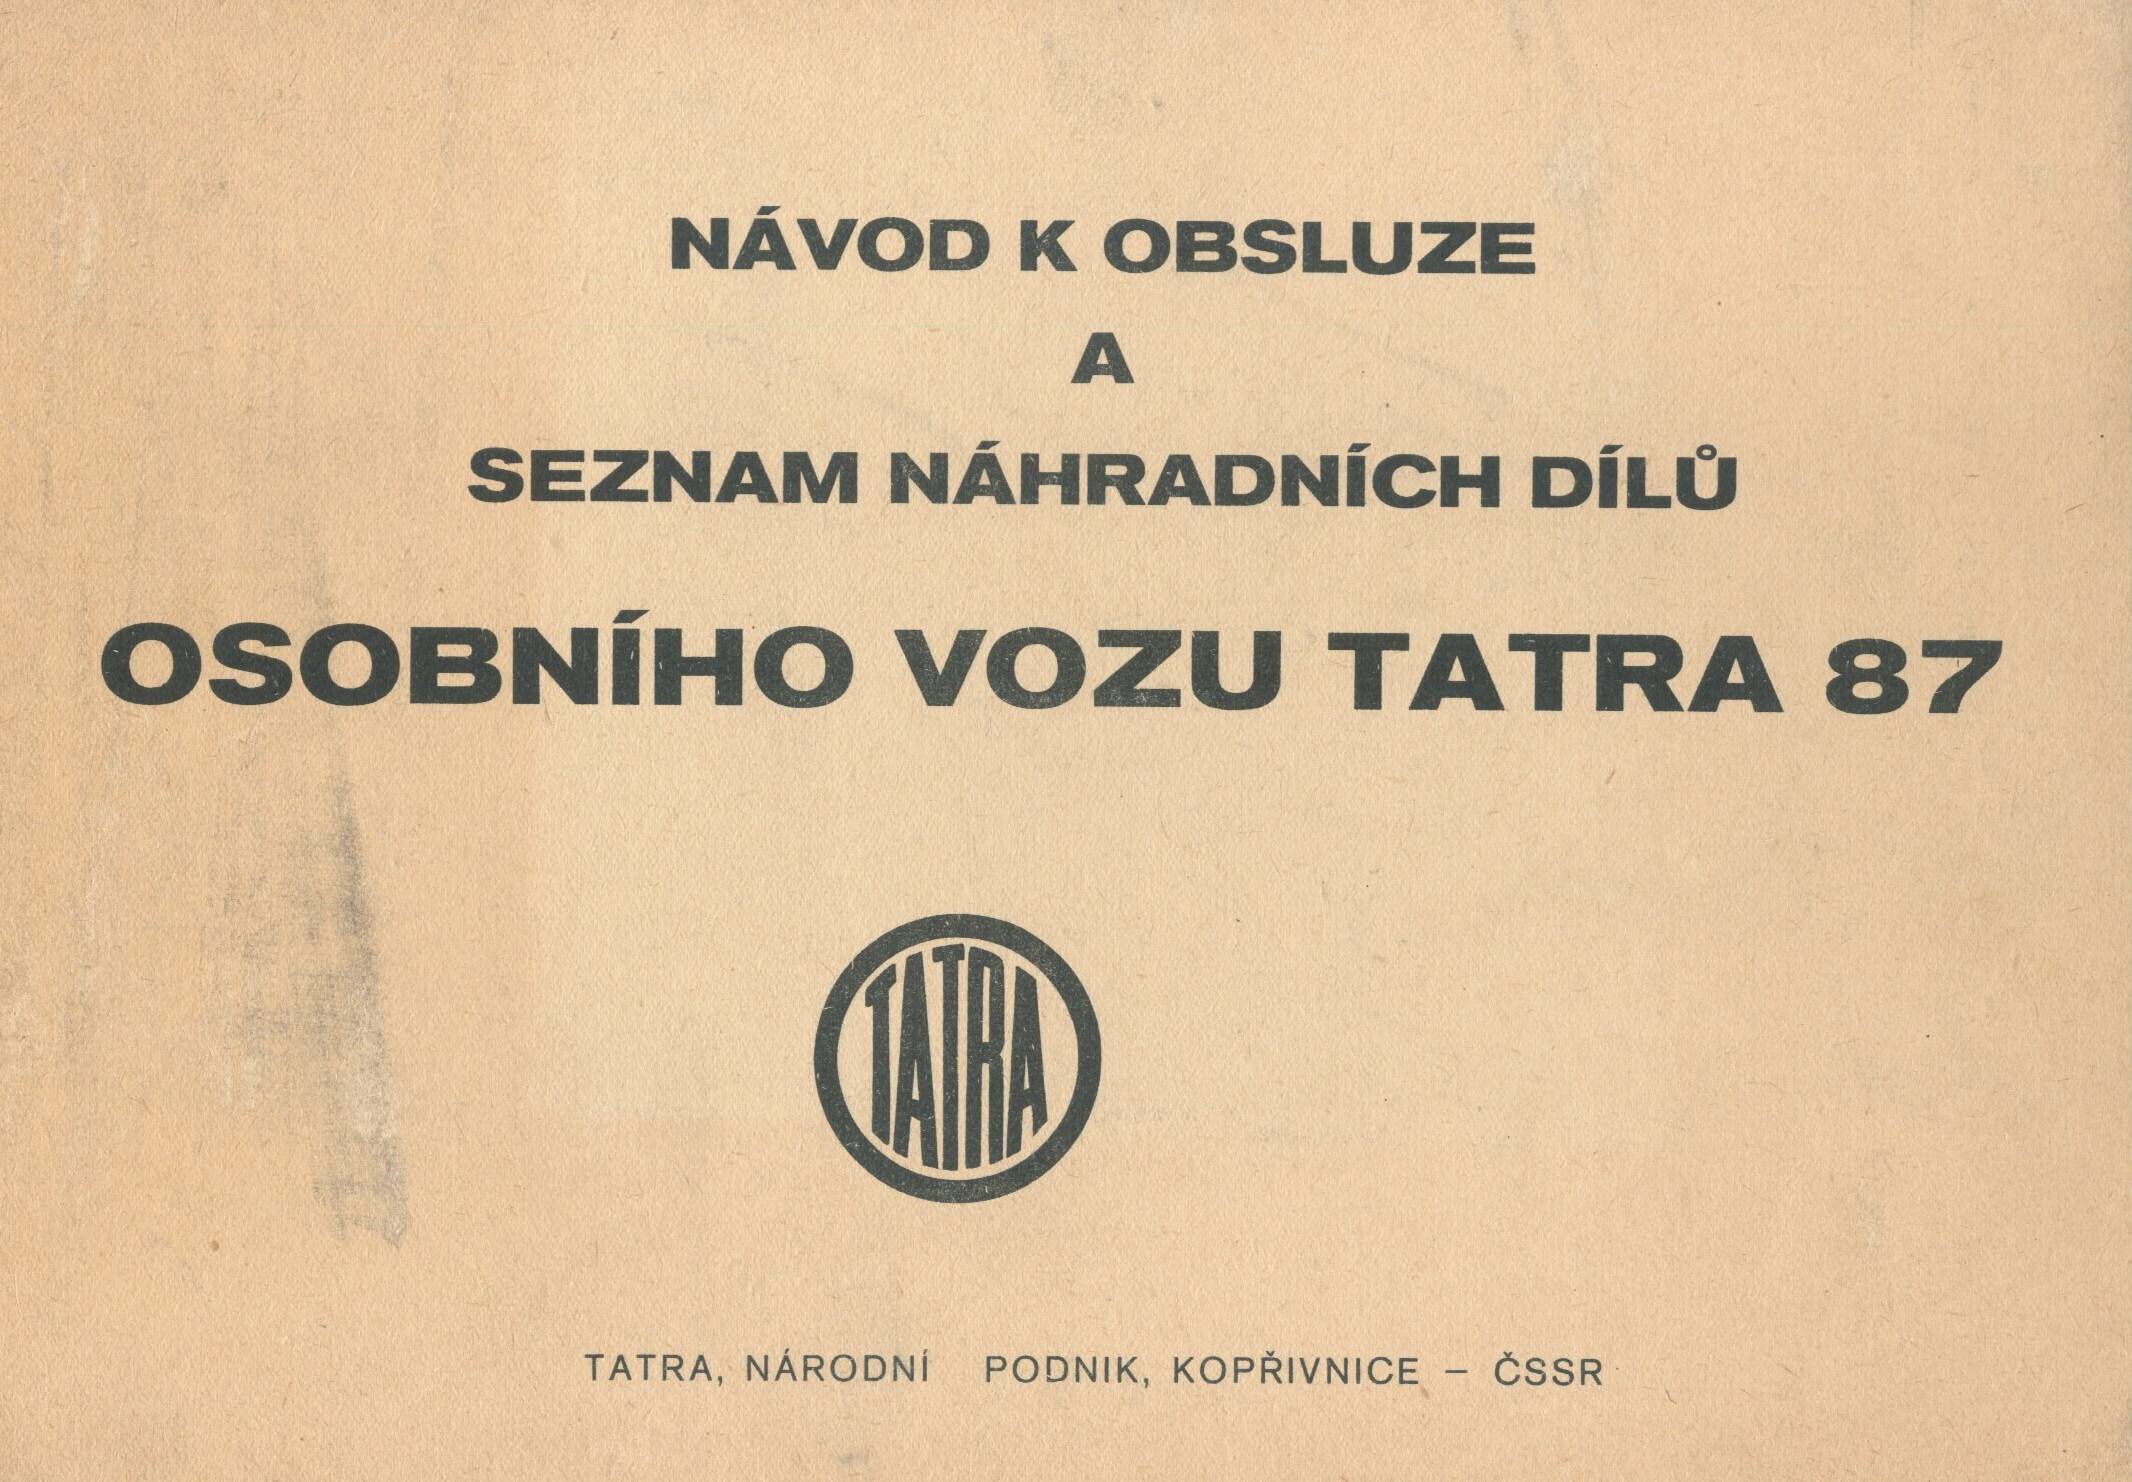 NÁVOD K OBSLUZE
A
SEZNAM NÁHRADNÍCH DÍLŮ
OSOBNÍHO VOZU TATRA 87
TATRA
TATRA, NÁRODNÍ PODNIK, KOPŘIVNICE – ČSSR